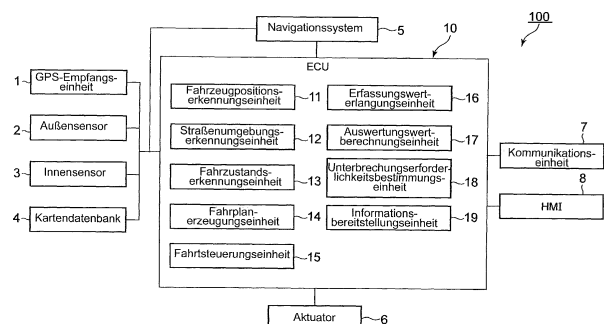 Navigationssystem
5
10
100
ECU
1
GPS-Empfangs-
einheit
2
Außensensor
3
Innensensor
4
Kartendatenbank
Fahrzeugpositions-
erkennungseinheit
11
Straßenumgebungs-
erkennungseinheit
12
Fahrzustands-
erkennungseinheit
13
Fahrplan-
erzeugungseinheit
14
Fahrtsteuerungseinheit
15
Erfassungswert-
erlangungseinheit
16
Auswertungswert-
berechnungseinheit
17
Unterbrechungserforder-
lichkeitsbestimmungs-
einheit
18
Informations-
bereitstellungseinheit
19
7
Kommunikations-
einheit
8
HMI
Aktuator
6